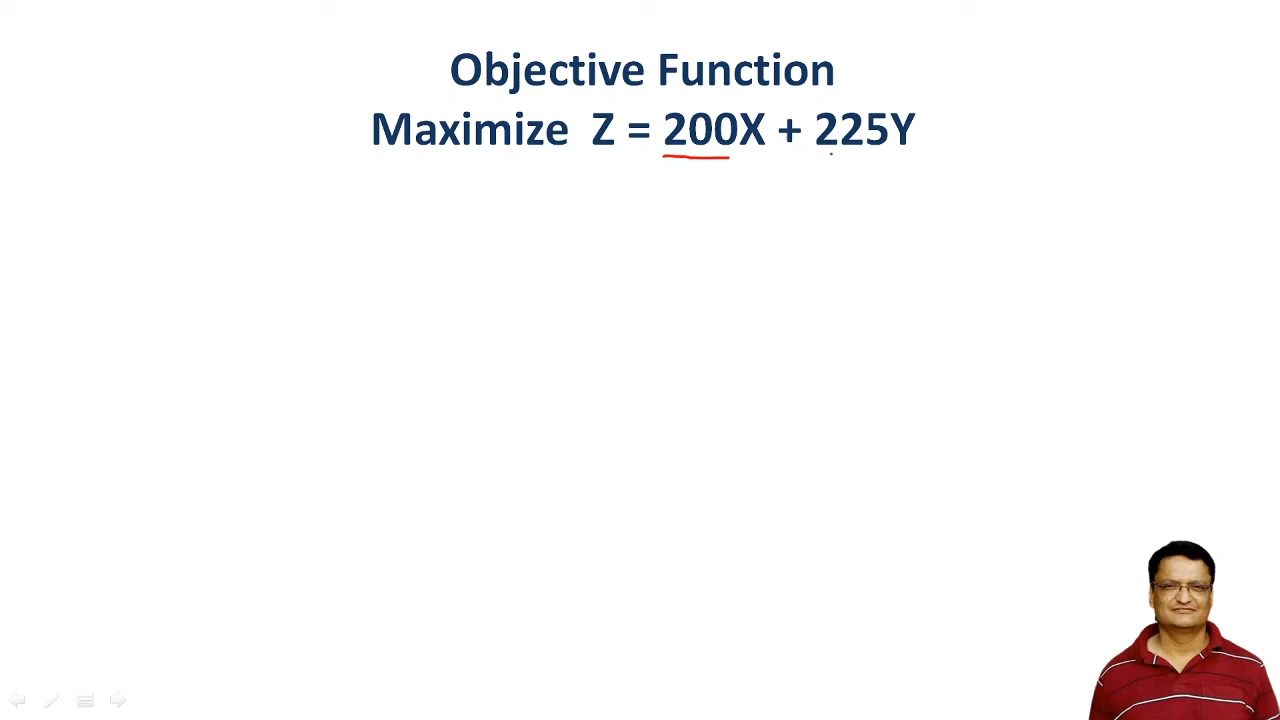 Objective Function
Maximize Z = 200X + 225Y